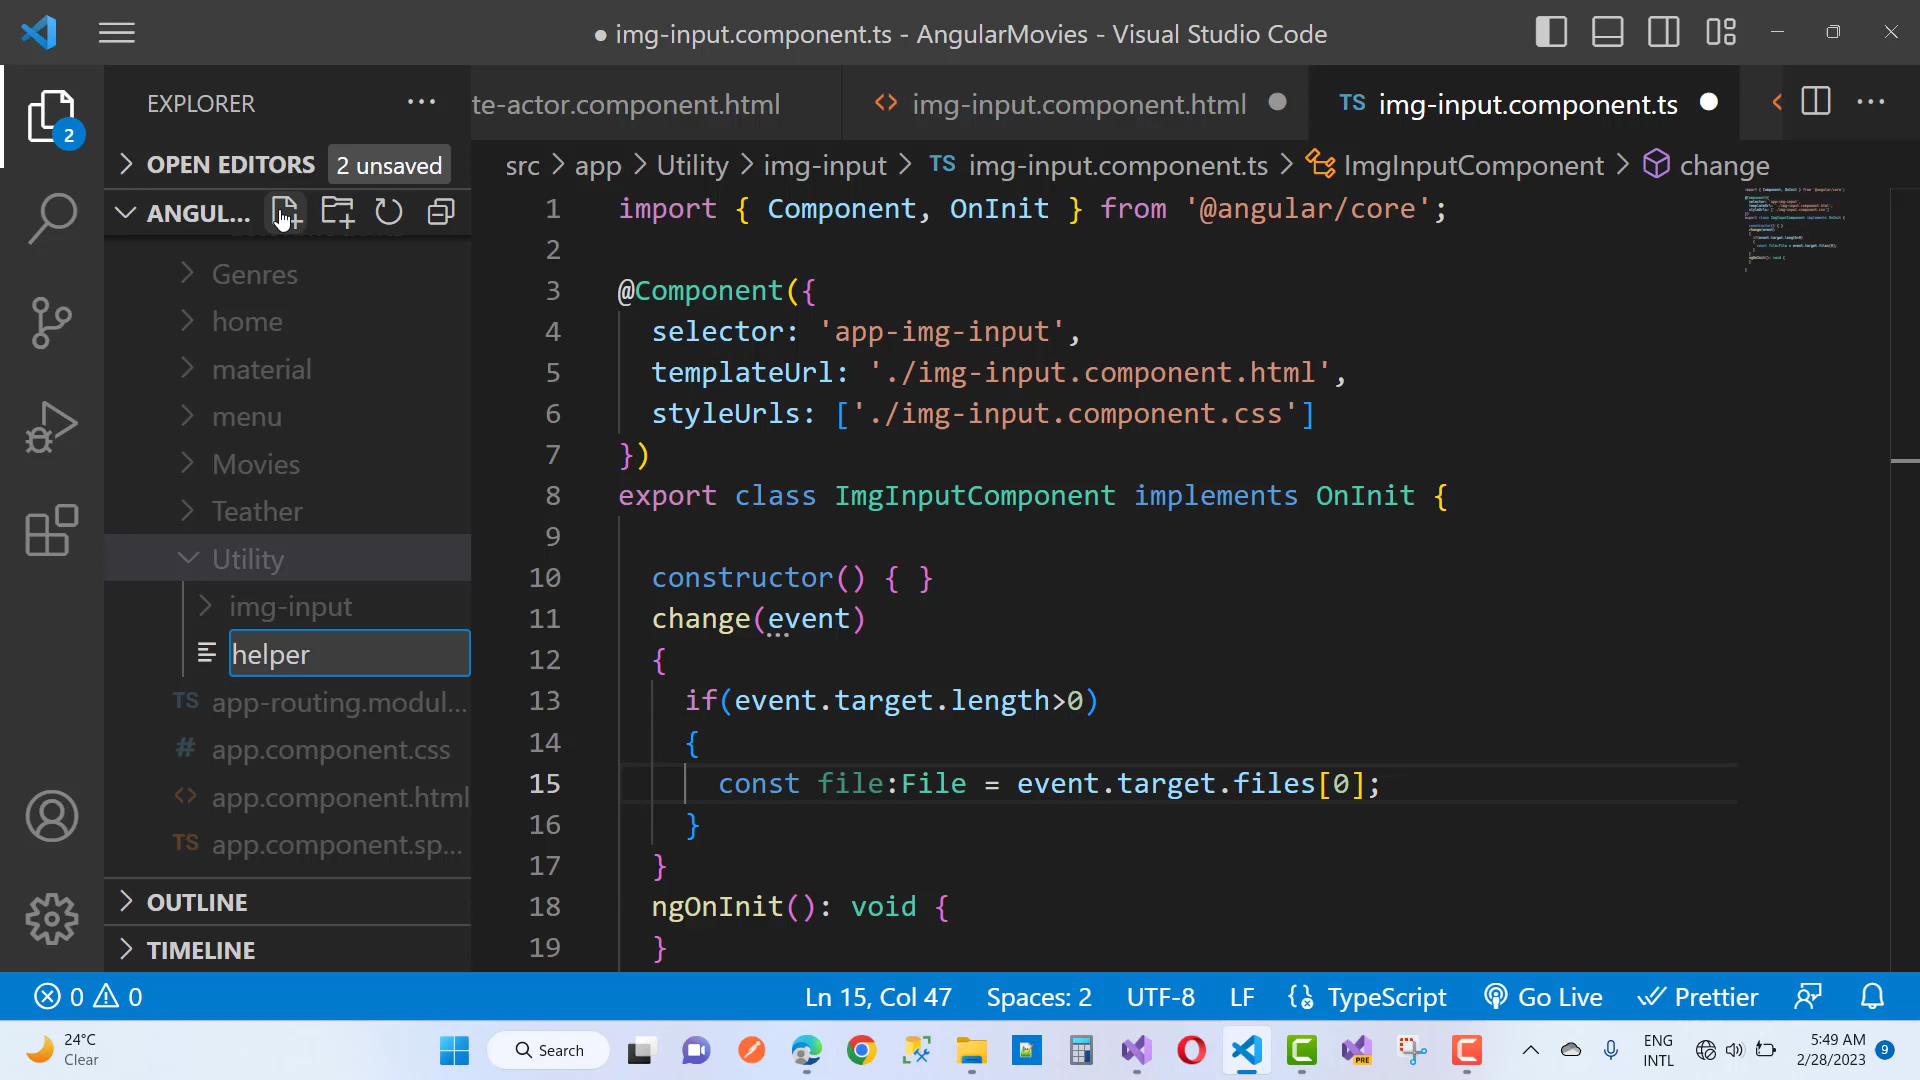 img-input.component.ts - AngularMovies - Visual Studio Code
EXPLORER
OPEN EDITORS
2 unsaved
ANGUL...
Genres
home
material
menu
Movies
Teather
Utility
img-input
helper
TS app-routing.modul...
# app.component.css
<> app.component.html
TS app.component.sp...
OUTLINE
TIMELINE
2
te-actor.component.html
<> img-input.component.html
TS img-input.component.ts
src > app > Utility > img-input > TS img-input.component.ts > ImgInputComponent > change
1 import { Component, OnInit } from '@angular/core';
2
3 @Component({
4 selector: 'app-img-input',
5 templateUrl: './img-input.component.html',
6 styleUrls: ['./img-input.component.css']
7 })
8 export class ImgInputComponent implements OnInit {
9
10 constructor() { }
11 change(event)
12 {
13 if(event.target.length>0)
14 {
15 const file:File = event.target.files[0];
16 }
17 }
18 ngOnInit(): void {
19 }
0 0
Ln 15, Col 47
Spaces: 2
UTF-8
LF
TypeScript
Go Live
Prettier
24°C
Clear
Search
PRE
ENG
INTL
5:49 AM
2/28/2023
9